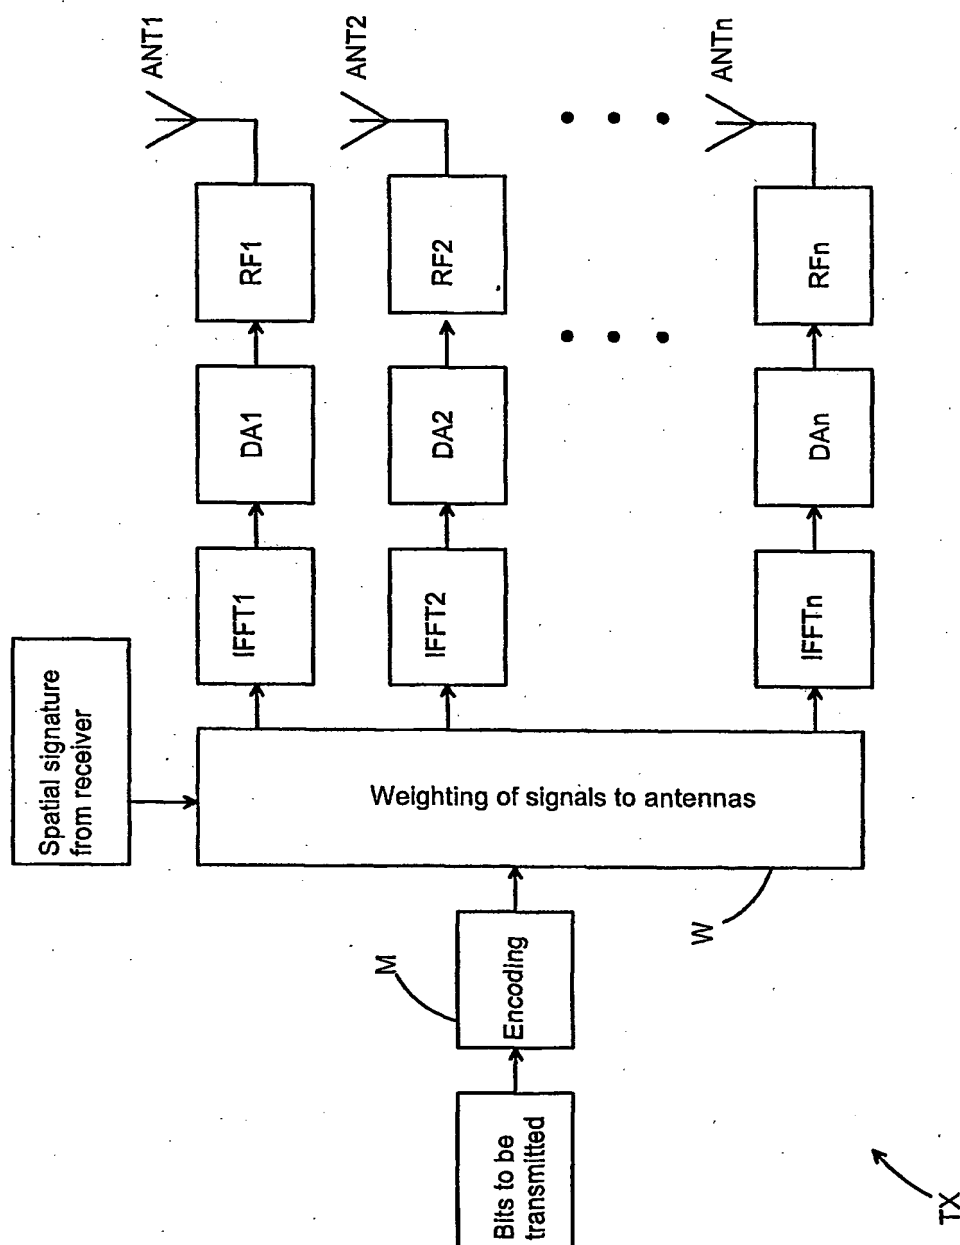 Spatial signature
from receiver
ANT1
IFFT1
DA1
RF1
ANT2
IFFT2
DA2
RF2
ANTn
IFFTn
DAn
RFn
Weighting of signals to antennas
W
M
Encoding
Bits to be
transmitted
TX